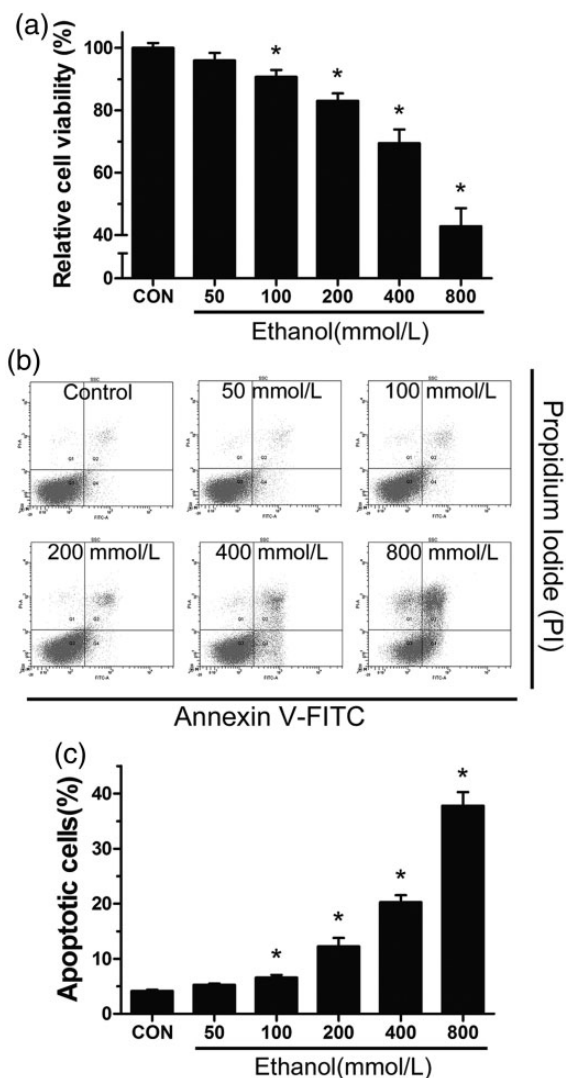 (a)
Relative cell viability (%)
100
80
60
40
0
*
*
*
*
CON 50 100 200 400 800
Ethanol(mmol/L)
(b)
Control
50 mmol/L
100 mmol/L
200 mmol/L
400 mmol/L
800 mmol/L
Propidium Iodide (PI)
Annexin V-FITC
(c)
Apoptotic cells(%)
40
30
20
10
0
*
*
*
*
CON 50 100 200 400 800
Ethanol(mmol/L)